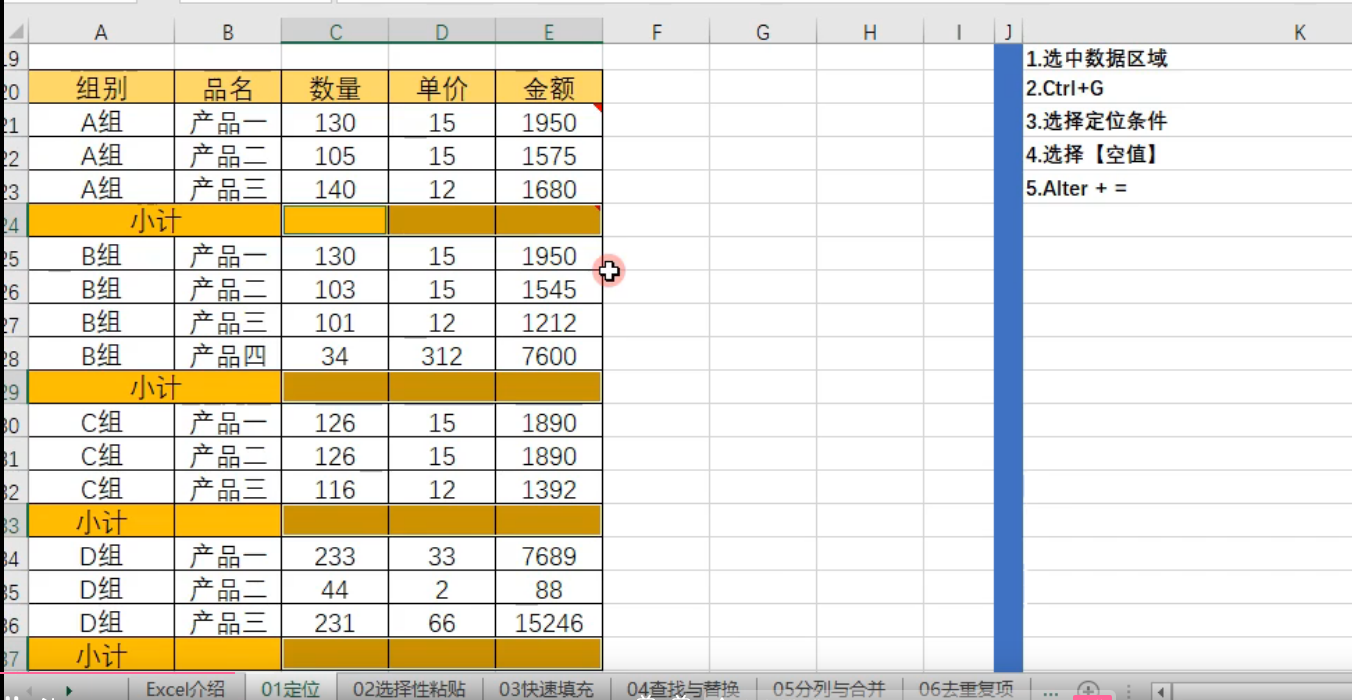 A B C D E F G H I J K
19 1.选中数据区域
20 组别 品名 数量 单价 金额 2.Ctrl+G
21 A组 产品一 130 15 1950 3.选择定位条件
22 A组 产品二 105 15 1575 4.选择【空值】
23 A组 产品三 140 12 1680 5.Alter + =
24 小计
25 B组 产品一 130 15 1950
26 B组 产品二 103 15 1545
27 B组 产品三 101 12 1212
28 B组 产品四 34 312 7600
29 小计
30 C组 产品一 126 15 1890
31 C组 产品二 126 15 1890
32 C组 产品三 116 12 1392
33 小计
34 D组 产品一 233 33 7689
35 D组 产品二 44 2 88
36 D组 产品三 231 66 15246
37 小计
Excel介绍 01定位 02选择性粘贴 03快速填充 04查找与替换 05分列与合并 06去重复项 ...